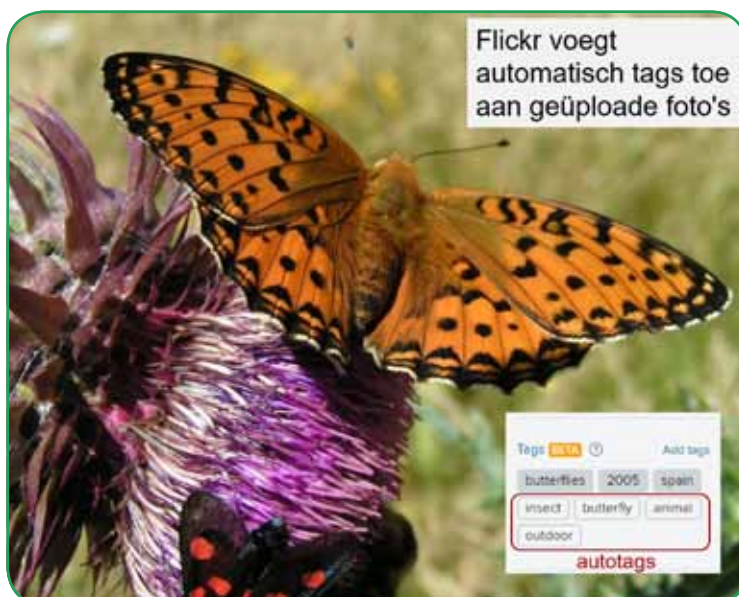 Flickr voegt
automatisch tags toe
aan geüploade foto's
Tags BETA ? Add tags
butterflies 2005 spain
insect butterfly animal
outdoor
autotags